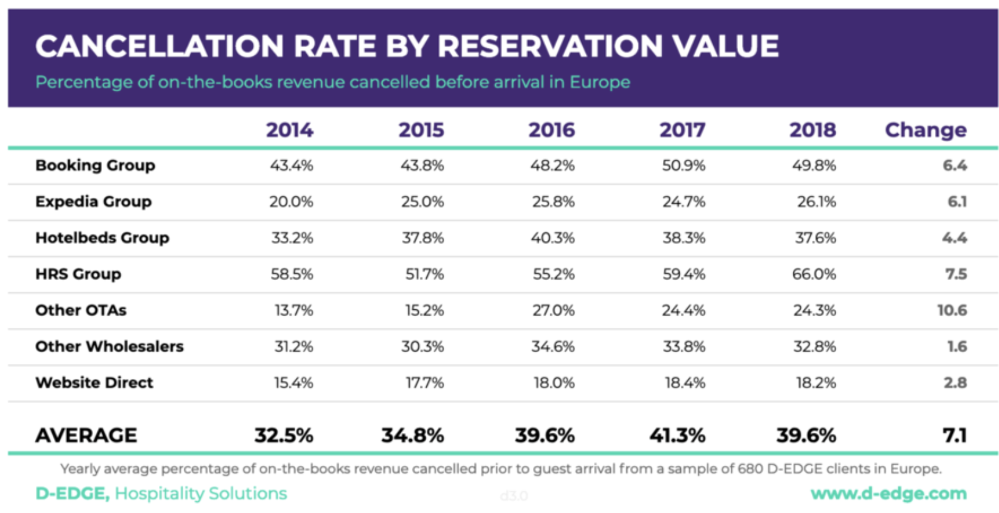 CANCELLATION RATE BY RESERVATION VALUE
Percentage of on-the-books revenue cancelled before arrival in Europe
2014 2015 2016 2017 2018 Change
Booking Group 43.4% 43.8% 48.2% 50.9% 49.8% 6.4
Expedia Group 20.0% 25.0% 25.8% 24.7% 26.1% 6.1
Hotelbeds Group 33.2% 37.8% 40.3% 38.3% 37.6% 4.4
HRS Group 58.5% 51.7% 55.2% 59.4% 66.0% 7.5
Other OTAs 13.7% 15.2% 27.0% 24.4% 24.3% 10.6
Other Wholesalers 31.2% 30.3% 34.6% 33.8% 32.8% 1.6
Website Direct 15.4% 17.7% 18.0% 18.4% 18.2% 2.8
AVERAGE 32.5% 34.8% 39.6% 41.3% 39.6% 7.1
Yearly average percentage of on-the-books revenue cancelled prior to guest arrival from a sample of 680 D-EDGE clients in Europe.
D-EDGE, Hospitality Solutions d3.0 www.d-edge.com